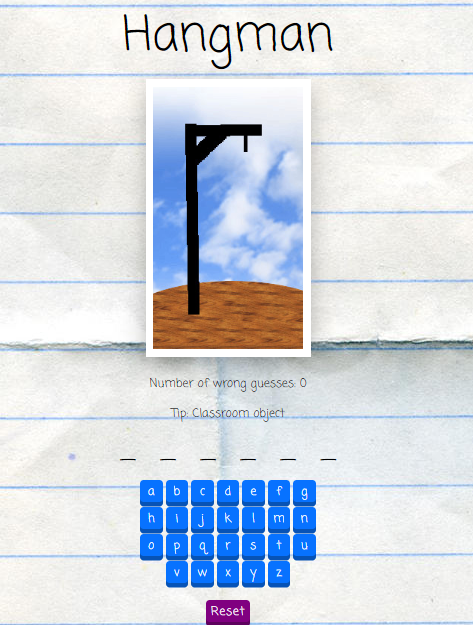 Hangman
Number of wrong guesses: 0
Tip: Classroom object
_ _ _ _ _ _
a b c d e f g
h i j k l m n
o p q r s t u
v w x y z
Reset